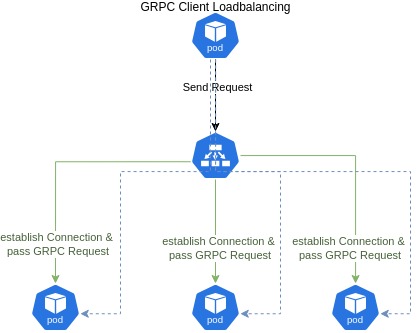 GRPC Client Loadbalancing
pod
Send Request
establish Connection &
pass GRPC Request
establish Connection &
pass GRPC Request
establish Connection &
pass GRPC Request
pod
pod
pod